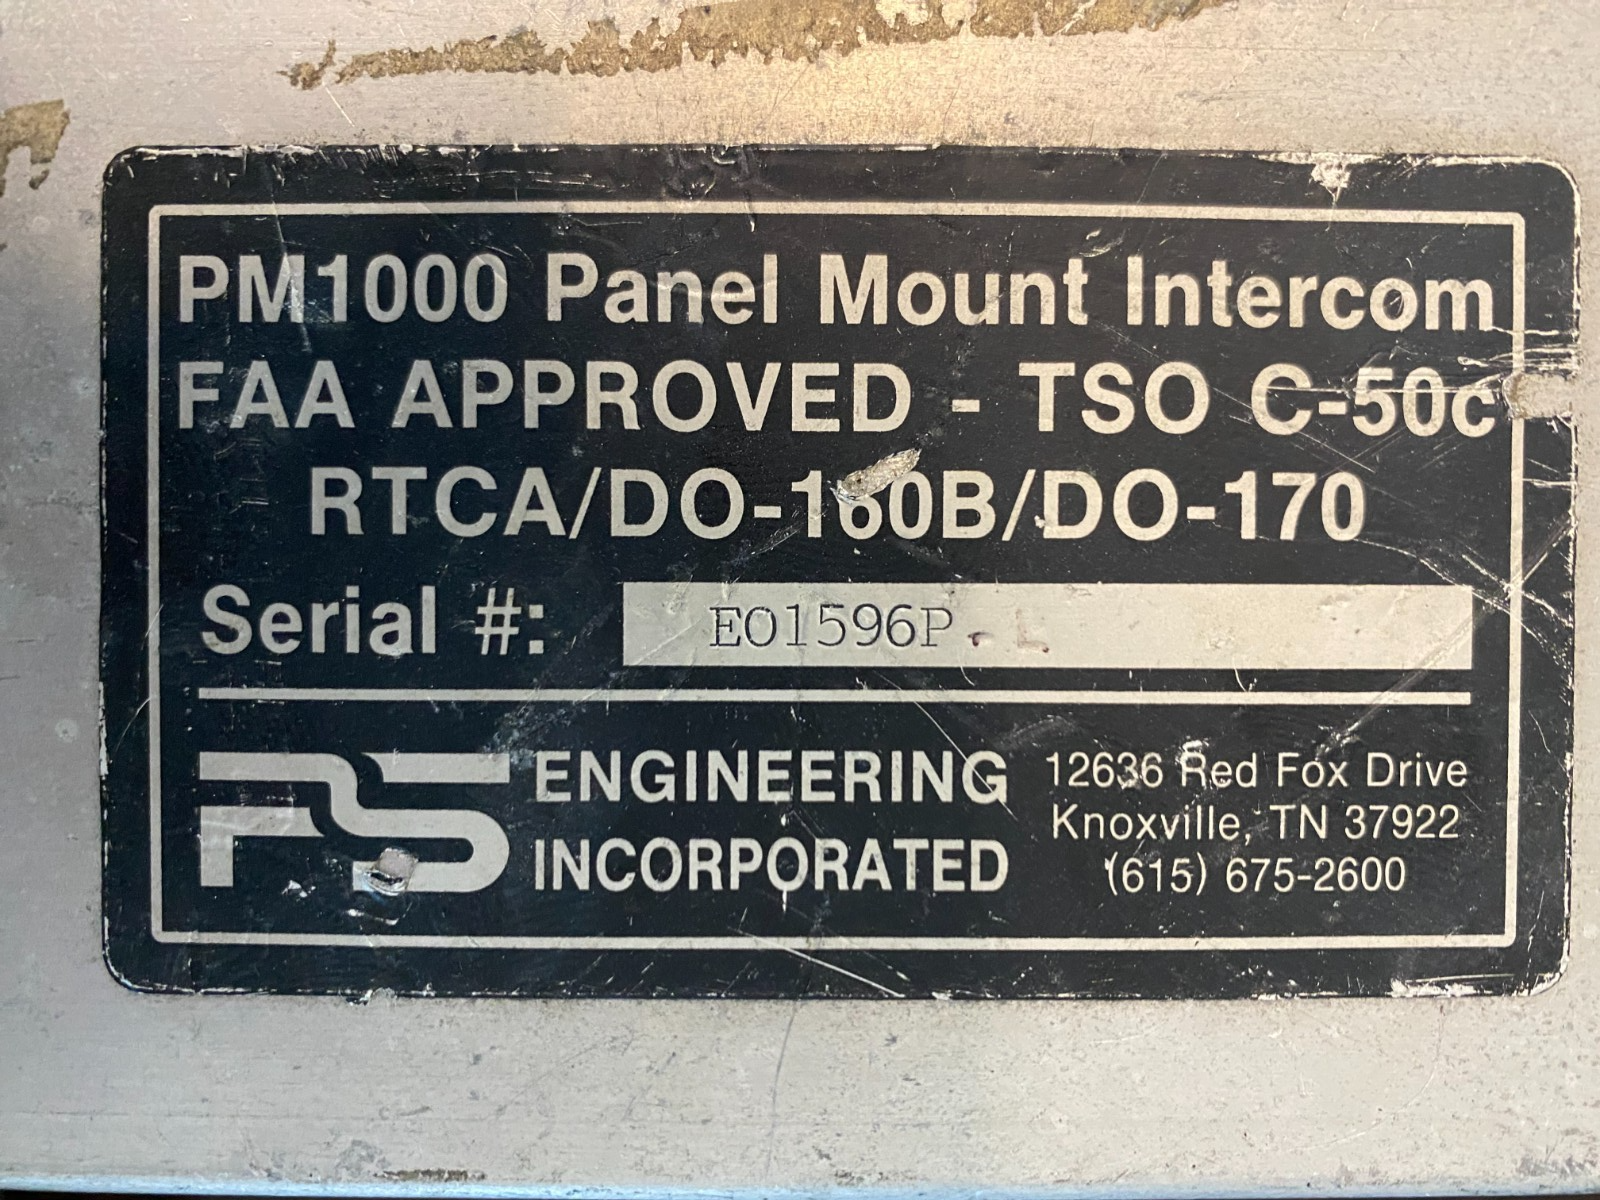 PM1000 Panel Mount Intercom
FAA APPROVED - TSO C-50c
RTCA/DO-160B/DO-170
Serial #: E01596P - L
PS ENGINEERING INCORPORATED
12636 Red Fox Drive
Knoxville, TN 37922
(615) 675-2600